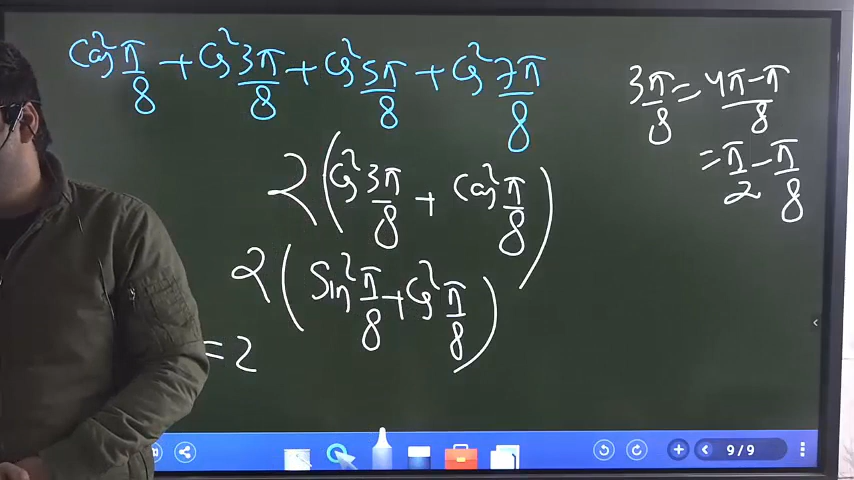 cos²π/8 + cos²3π/8 + cos²5π/8 + cos²7π/8
2(cos²3π/8 + cos²π/8)
2(sin²π/8 + cos²π/8)
= 2
3π/8 = 4π-π/8
= π/2 - π/8
9/9